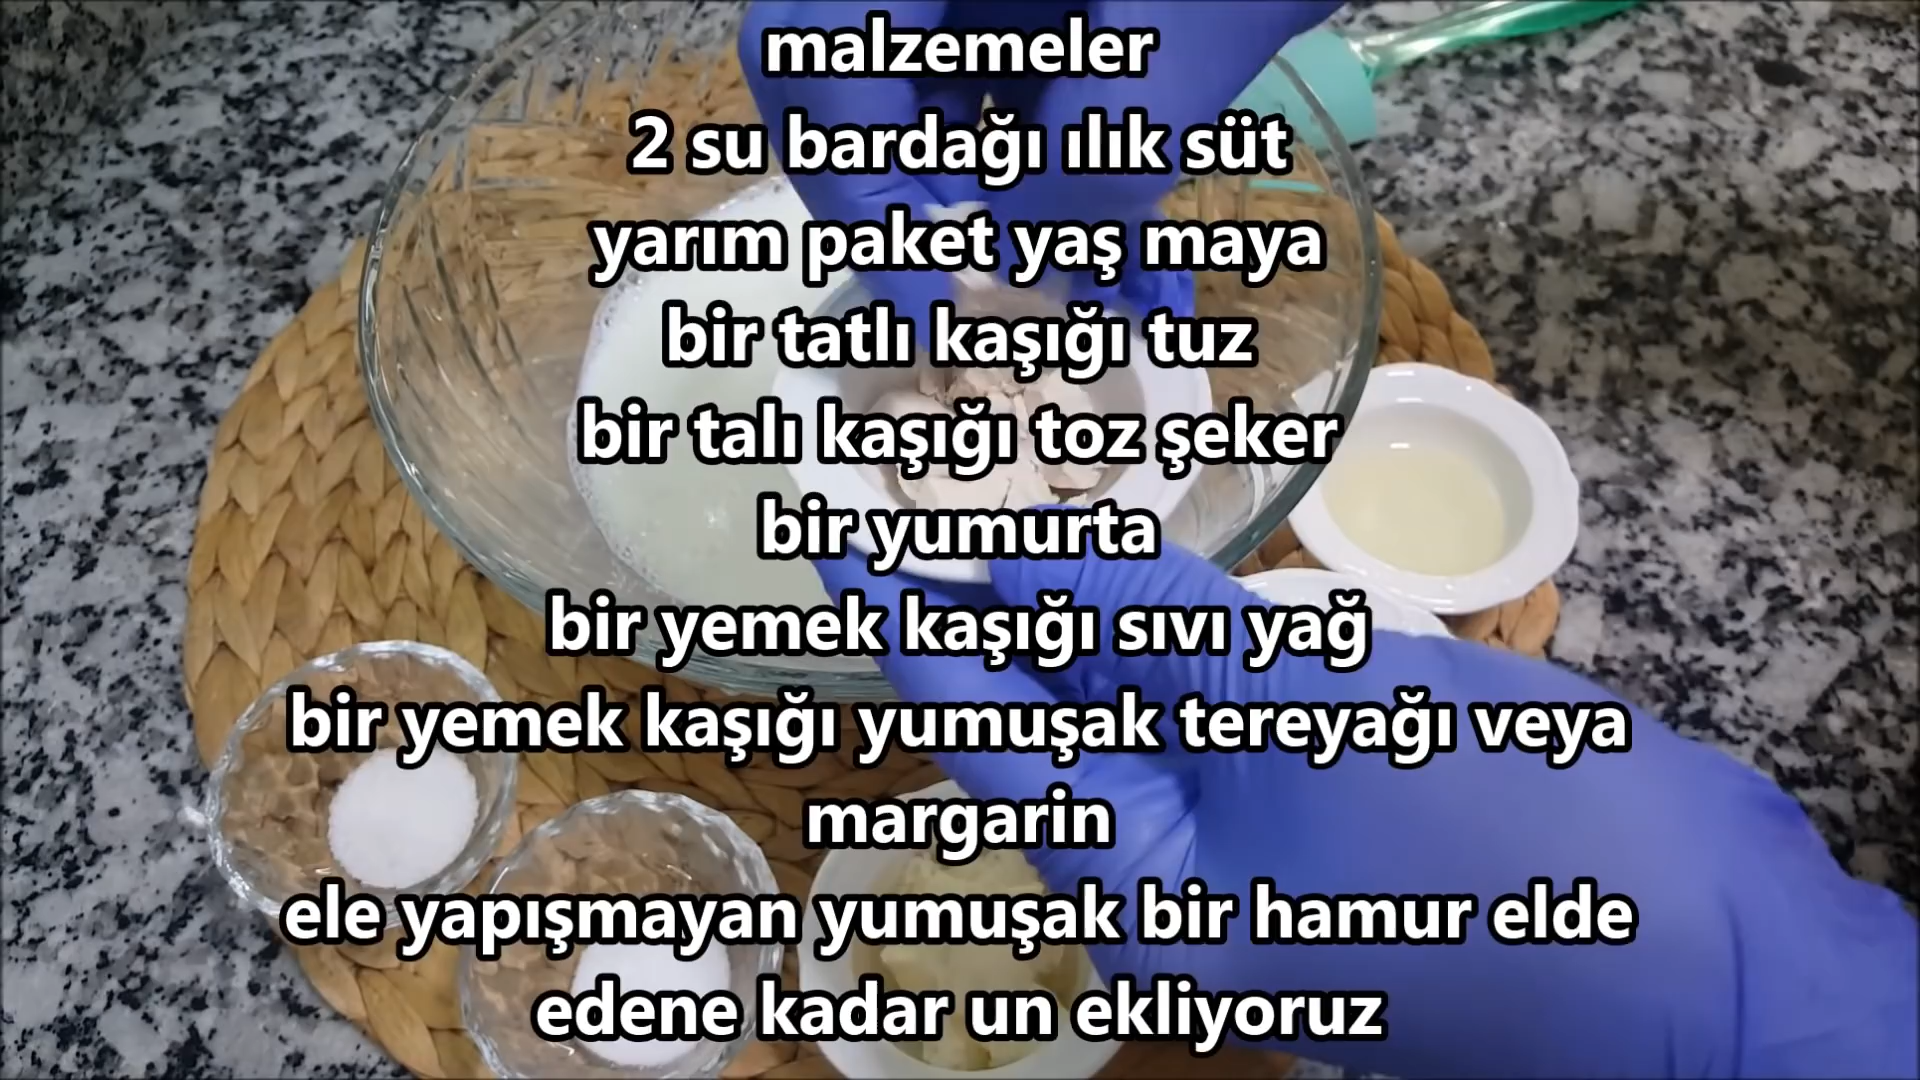 malzemeler
2 su bardağı ılık süt
yarım paket yaş maya
bir tatlı kaşığı tuz
bir talı kaşığı toz şeker
bir yumurta
bir yemek kaşığı sıvı yağ
bir yemek kaşığı yumuşak tereyağı veya
margarin
ele yapışmayan yumuşak bir hamur elde
edene kadar un ekliyoruz